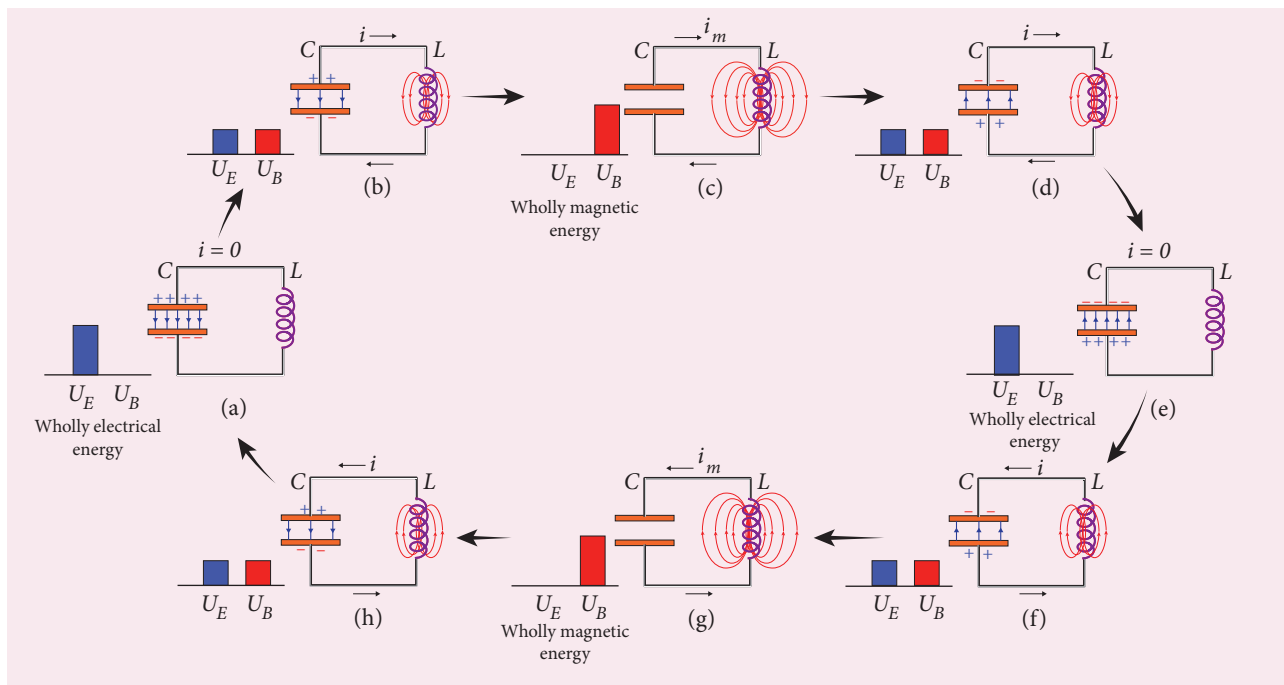 i
C
L
+ +
– –
U_E U_B
(b)
i_m
C
L
U_E U_B
Wholly magnetic
energy
(c)
i
C
L
– –
+ +
U_E U_B
(d)
i = 0
C
L
++ ++
– – – –
U_E U_B
Wholly electrical
energy
(a)
i = 0
C
L
– – – –
++ ++
U_E U_B
Wholly electrical
energy
(e)
i
C
L
+ +
– –
U_E U_B
(h)
i_m
C
L
U_E U_B
Wholly magnetic
energy
(g)
i
C
L
– –
+ +
U_E U_B
(f)